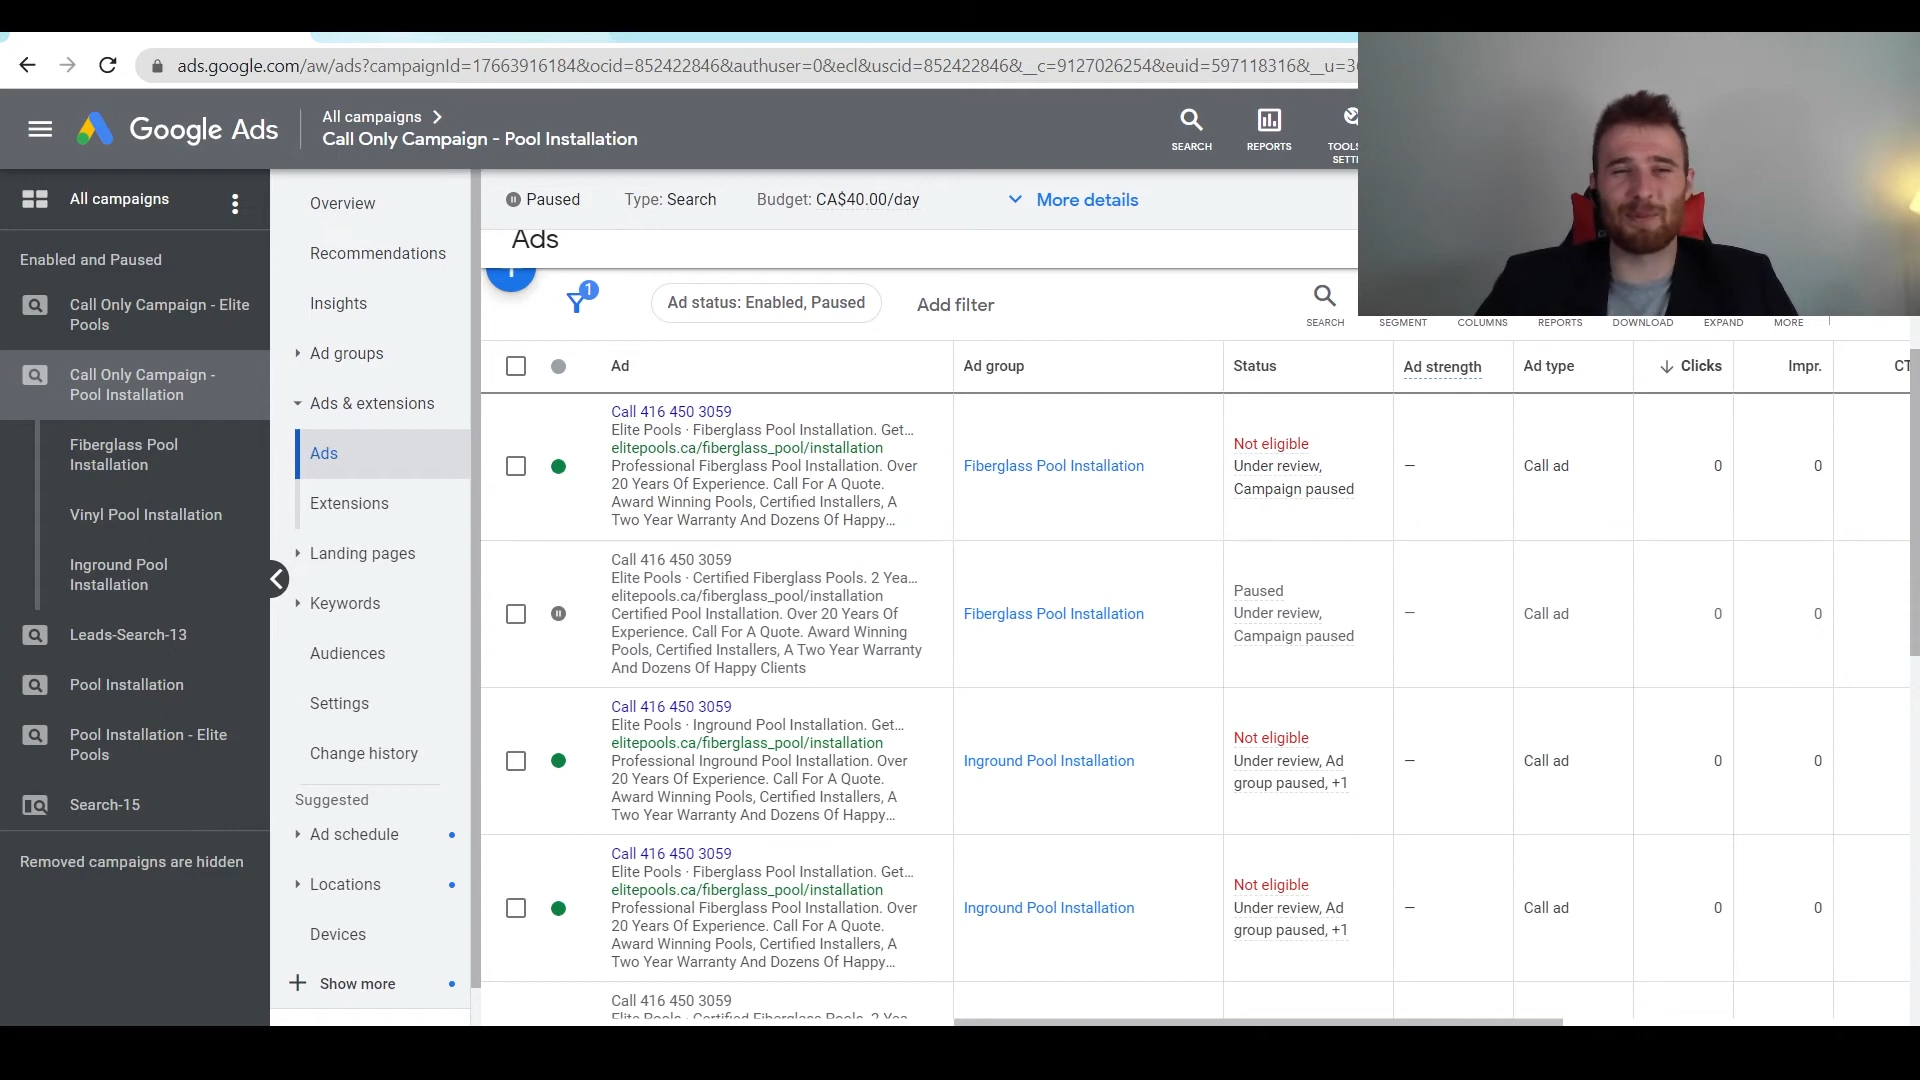 ads.google.com/aw/ads?campaignId=17663916184&ocid=852422846&authuser=0&ecl&uscid=852422846&__c=9127026254&euid=597118316&__u=3
Google Ads
All campaigns
Call Only Campaign - Pool Installation
SEARCH
REPORTS
TOOLS
SETTI
All campaigns
Enabled and Paused
Call Only Campaign - Elite
Pools
Call Only Campaign -
Pool Installation
Fiberglass Pool
Installation
Vinyl Pool Installation
Inground Pool
Installation
Leads-Search-13
Pool Installation
Pool Installation - Elite
Pools
Search-15
Removed campaigns are hidden
Overview
Recommendations
Insights
Ad groups
Ads & extensions
Ads
Extensions
Landing pages
Keywords
Audiences
Settings
Change history
Suggested
Ad schedule
Locations
Devices
Show more
Paused
Type: Search
Budget: CA$40.00/day
More details
Ads
1
Ad status: Enabled, Paused
Add filter
SEARCH
SEGMENT
COLUMNS
REPORTS
DOWNLOAD
EXPAND
MORE
Ad
Ad group
Status
Ad strength
Ad type
Clicks
Impr.
CT
Call 416 450 3059
Elite Pools · Fiberglass Pool Installation. Get...
elitepools.ca/fiberglass_pool/installation
Professional Fiberglass Pool Installation. Over
20 Years Of Experience. Call For A Quote.
Award Winning Pools, Certified Installers, A
Two Year Warranty And Dozens Of Happy...
Fiberglass Pool Installation
Not eligible
Under review,
Campaign paused
—
Call ad
0
0
Call 416 450 3059
Elite Pools · Certified Fiberglass Pools. 2 Yea...
elitepools.ca/fiberglass_pool/installation
Certified Pool Installation. Over 20 Years Of
Experience. Call For A Quote. Award Winning
Pools, Certified Installers, A Two Year Warranty
And Dozens Of Happy Clients
Fiberglass Pool Installation
Paused
Under review,
Campaign paused
—
Call ad
0
0
Call 416 450 3059
Elite Pools · Inground Pool Installation. Get...
elitepools.ca/fiberglass_pool/installation
Professional Inground Pool Installation. Over
20 Years Of Experience. Call For A Quote.
Award Winning Pools, Certified Installers, A
Two Year Warranty And Dozens Of Happy...
Inground Pool Installation
Not eligible
Under review, Ad
group paused, +1
—
Call ad
0
0
Call 416 450 3059
Elite Pools · Fiberglass Pool Installation. Get...
elitepools.ca/fiberglass_pool/installation
Professional Fiberglass Pool Installation. Over
20 Years Of Experience. Call For A Quote.
Award Winning Pools, Certified Installers, A
Two Year Warranty And Dozens Of Happy...
Inground Pool Installation
Not eligible
Under review, Ad
group paused, +1
—
Call ad
0
0
Call 416 450 3059
Elite Pools · Certified Fiberglass Pools. 2 Yea...